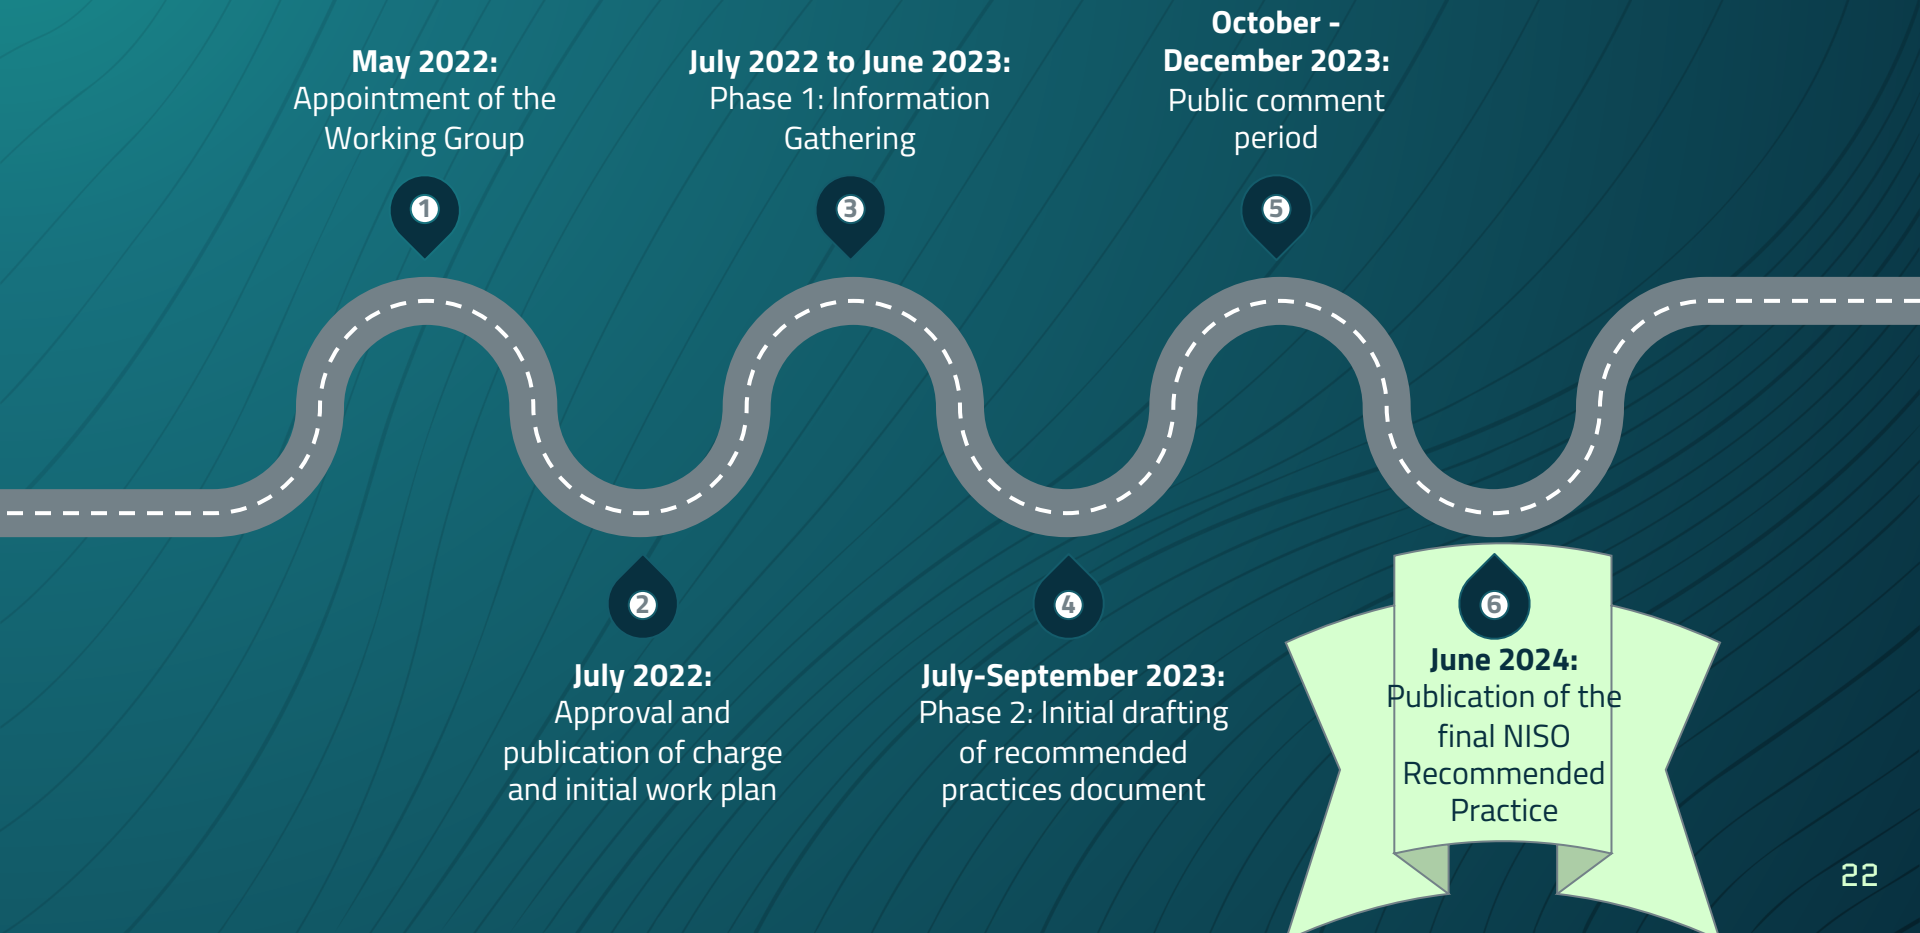 May 2022:
Appointment of the
Working Group
1
July 2022:
Approval and
publication of charge
and initial work plan
2
July 2022 to June 2023:
Phase 1: Information
Gathering
3
July-September 2023:
Phase 2: Initial drafting
of recommended
practices document
4
October -
December 2023:
Public comment
period
5
6
June 2024:
Publication of the
final NISO
Recommended
Practice
22